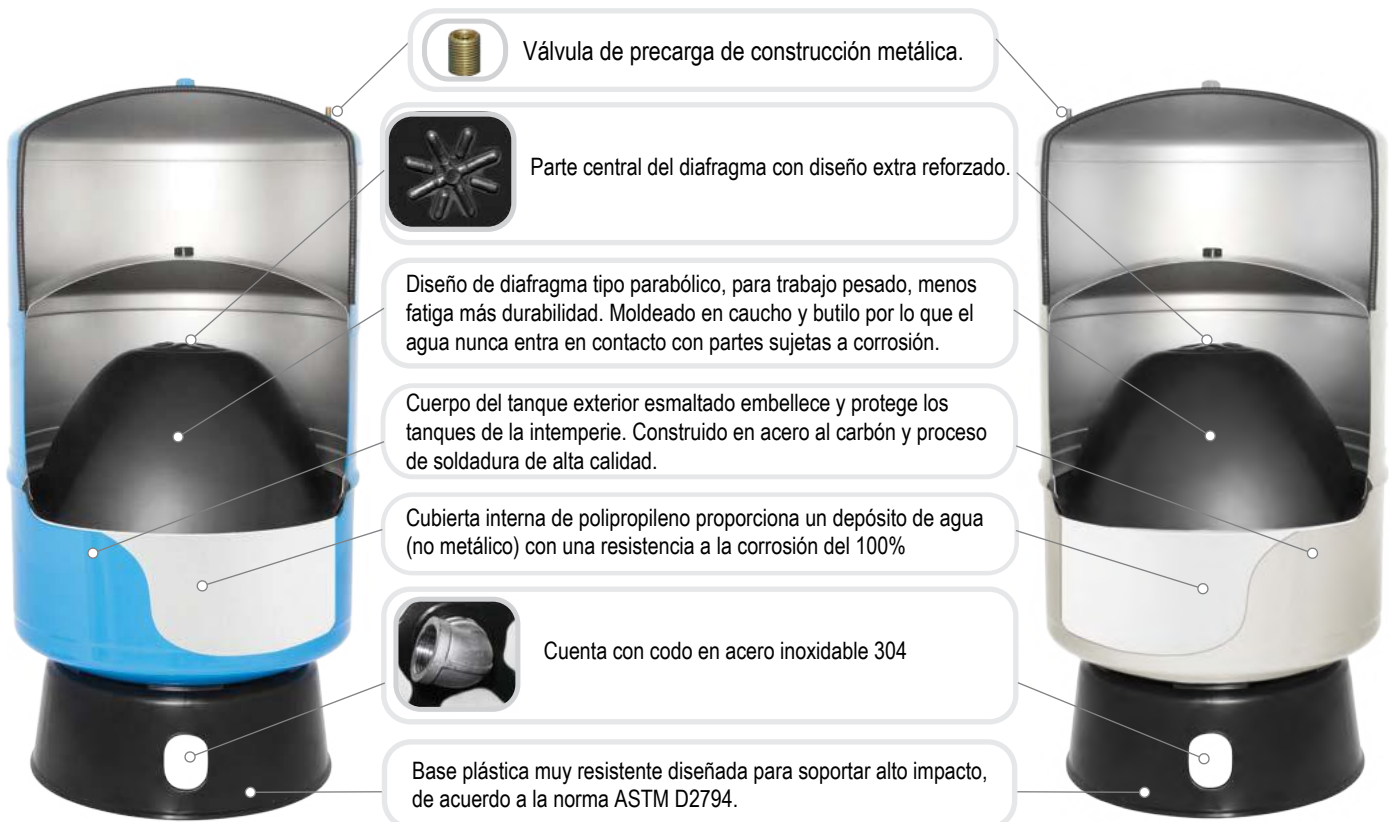 Válvula de precarga de construcción metálica.
Parte central del diafragma con diseño extra reforzado.
Diseño de diafragma tipo parabólico, para trabajo pesado, menos
fatiga más durabilidad. Moldeado en caucho y butilo por lo que el
agua nunca entra en contacto con partes sujetas a corrosión.
Cuerpo del tanque exterior esmaltado embellece y protege los
tanques de la intemperie. Construido en acero al carbón y proceso
de soldadura de alta calidad.
Cubierta interna de polipropileno proporciona un depósito de agua
(no metálico) con una resistencia a la corrosión del 100%
Cuenta con codo en acero inoxidable 304
Base plástica muy resistente diseñada para soportar alto impacto,
de acuerdo a la norma ASTM D2794.